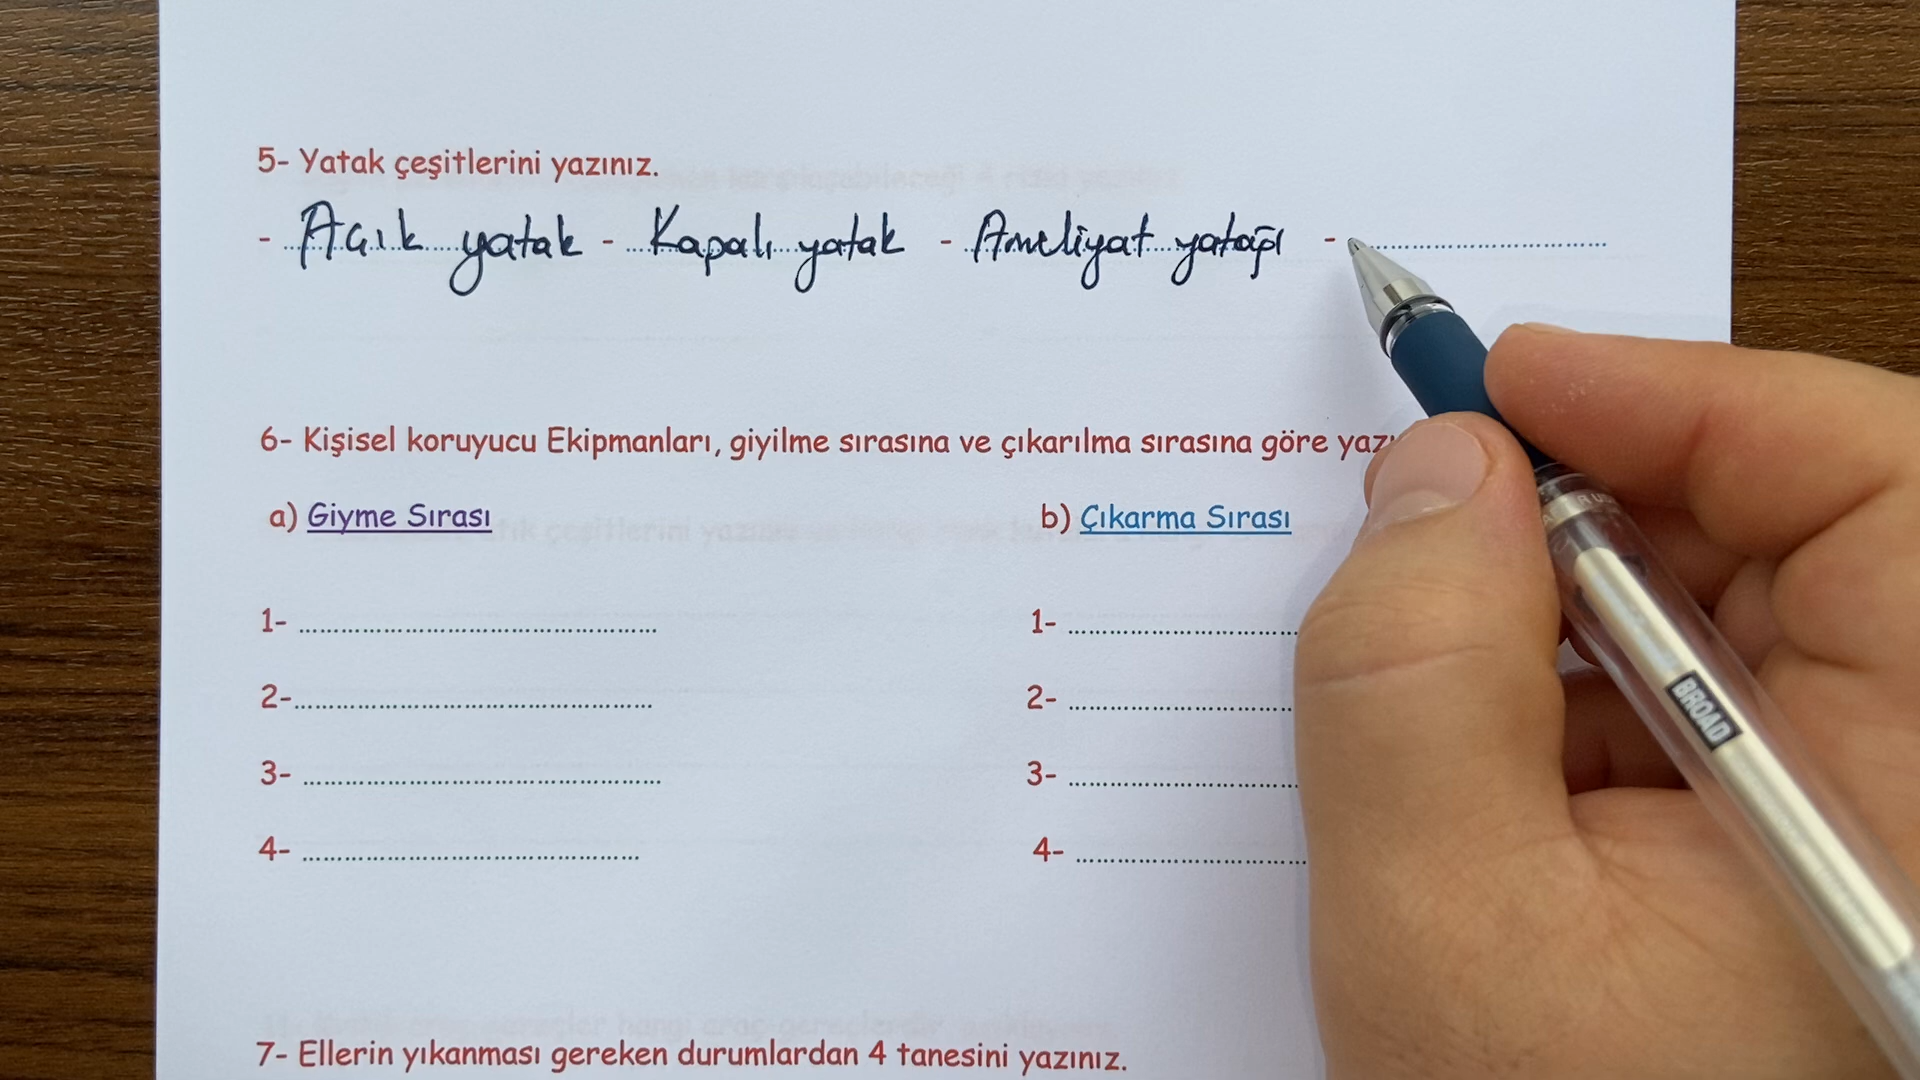 5- Yatak çeşitlerini yazınız.
- Açık yatak - Kapalı yatak - Ameliyat yatağı -
6- Kişisel koruyucu Ekipmanları, giyilme sırasına ve çıkarılma sırasına göre
a) Giyme Sırası b) Çıkarma Sırası
1- ........................................ 1- ..........................
2- ........................................ 2- ..........................
3- ........................................ 3- ..........................
4- ........................................ 4- ..........................
7- Ellerin yıkanması gereken durumlardan 4 tanesini yazınız.
BROAD